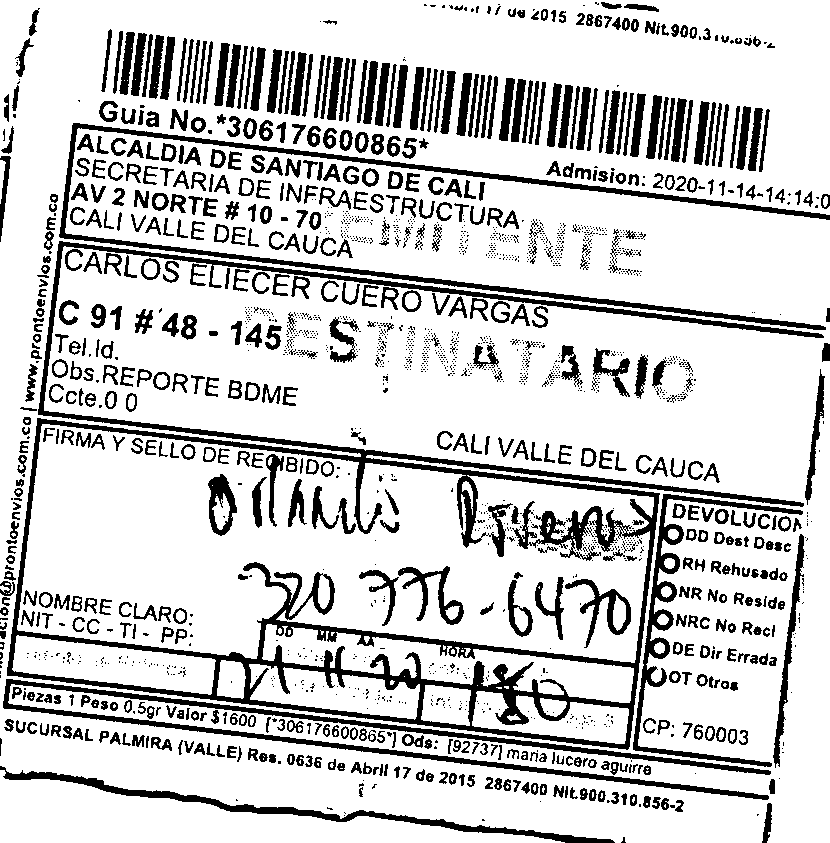 de 2015 2867400 Nit.900.310.856-2
Guia No.*306176600865*
Admision: 2020-11-14-14:14:0
ALCALDIA DE SANTIAGO DE CALI
SECRETARIA DE INFRAESTRUCTURA
AV 2 NORTE # 10 - 70
CALI VALLE DEL CAUCA
REMITENTE
CARLOS ELIECER CUERO VARGAS
C 91 # 48 - 145
DESTINATARIO
Tel.Id.
Obs.REPORTE BDME
Ccte.0 0
CALI VALLE DEL CAUCA
FIRMA Y SELLO DE RECIBIDO:
Orlando
320 776-6470
NOMBRE CLARO:
NIT - CC - TI - PP:
DD MM AA HORA
21 11 20
DEVOLUCION
DD Dest Desc
RH Rehusado
NR No Reside
NRC No Recl
DE Dir Errada
OT Otros
CP: 760003
Piezas 1 Peso 0.5gr Valor $1600 [*306176600865*] Ods: [92737] maria lucero aguirre
SUCURSAL PALMIRA (VALLE) Res. 0636 de Abril 17 de 2015 2867400 Nit.900.310.856-2
@prontoenvios.com.co | www.prontoenvios.com.co